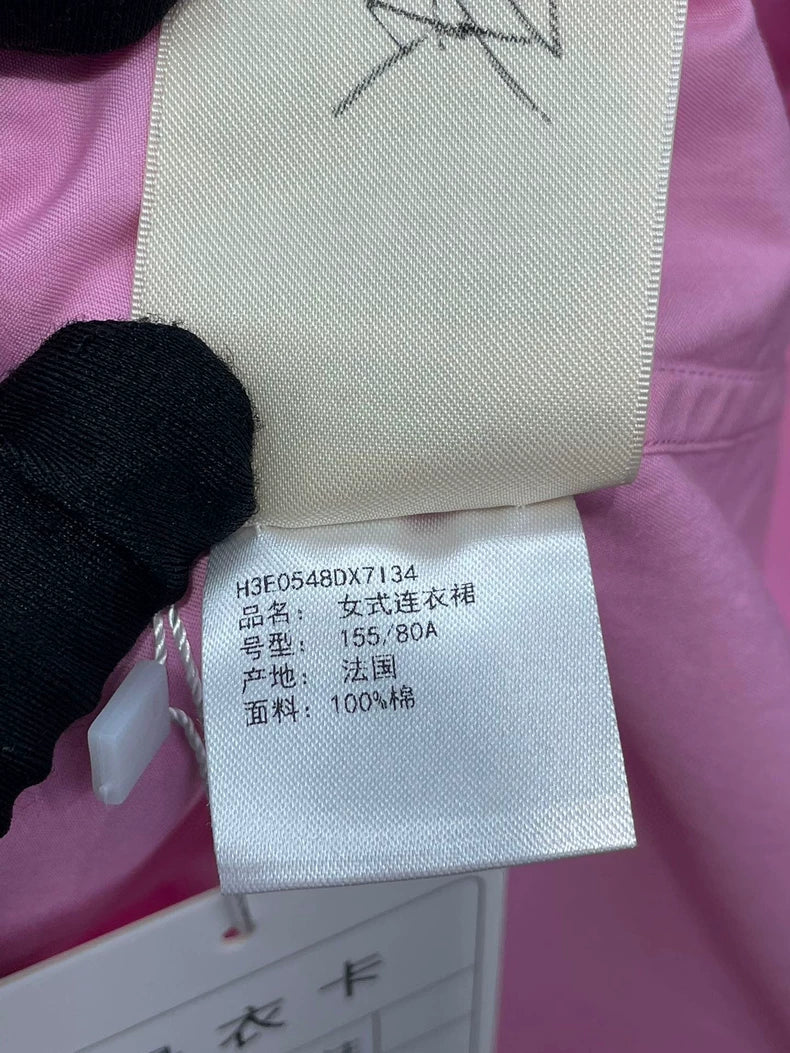 H3E0548DX7134
品名： 女式连衣裙
号型： 155/80A
产地： 法国
面料： 100%棉
衣卡